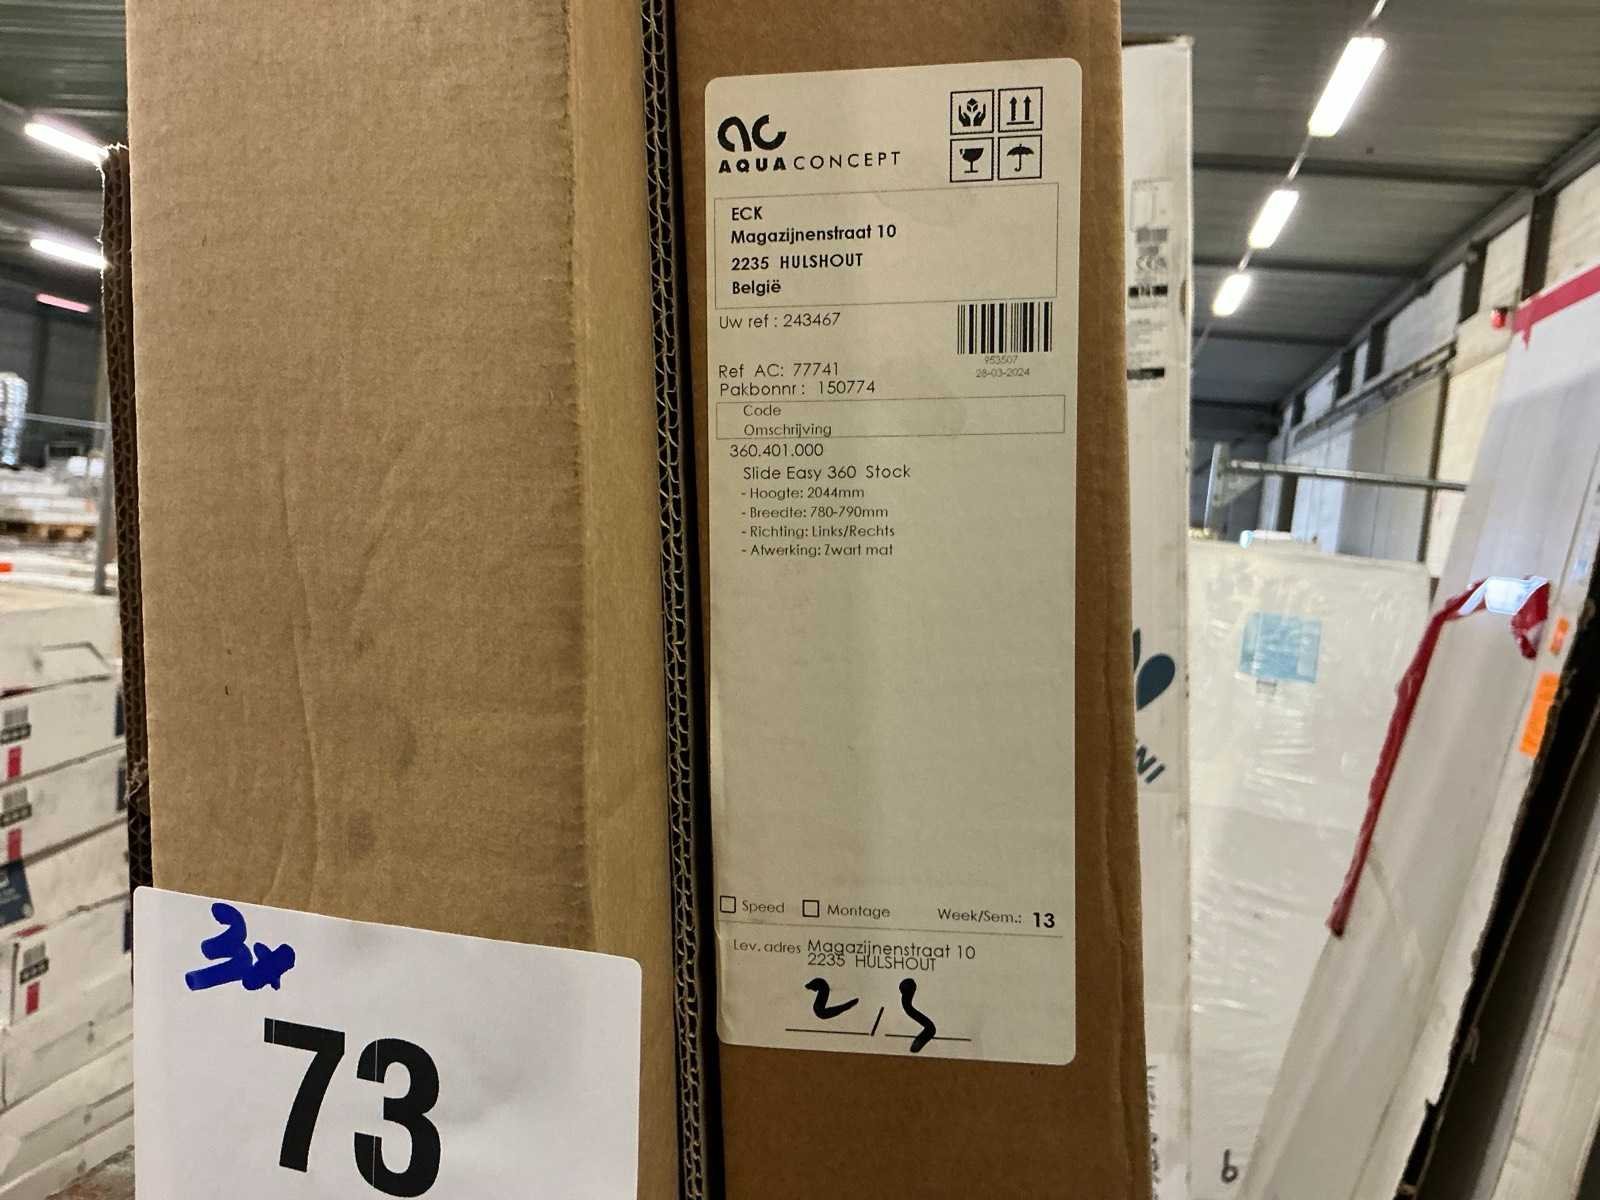 ac
AQUACONCEPT
ECK
Magazijnenstraat 10
2235 HULSHOUT
België
Uw ref : 243467
953507
28-03-2024
Ref AC: 77741
Pakbonnr : 150774
Code
Omschrijving
360.401.000
Slide Easy 360 Stock
- Hoogte: 2044mm
- Breedte: 780-790mm
- Richting: Links/Rechts
- Afwerking: Zwart mat
Speed
Montage
Week/Sem.: 13
Lev. adres Magazijnenstraat 10
2235 HULSHOUT
2/3
3x
73
6